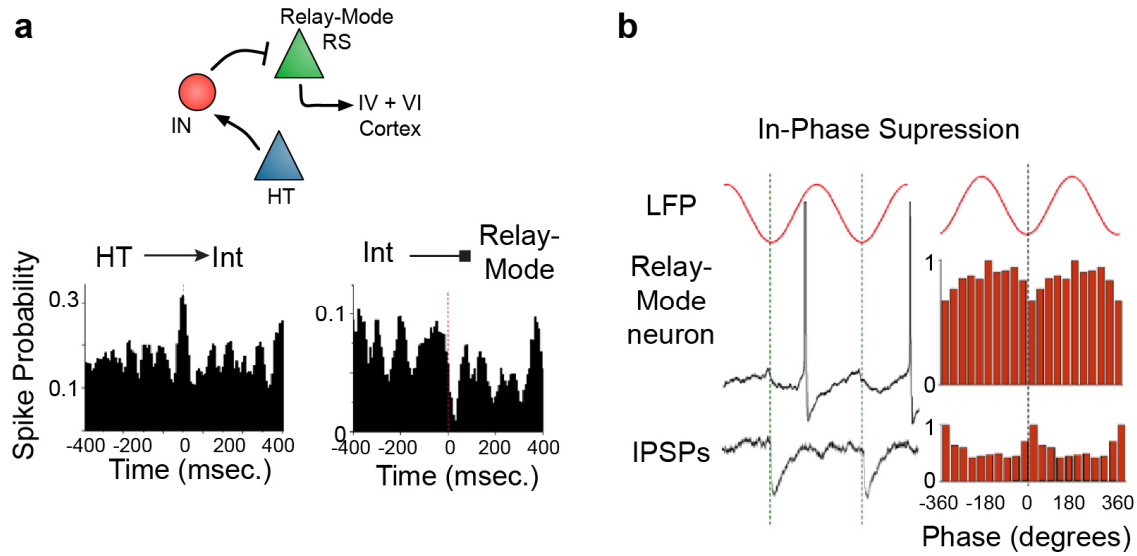 a
Relay-Mode
RS
IN
IV + VI
Cortex
HT
HT
Int
Int
Relay-
Mode
Spike Probability
0.3
0.1
-400
-200
0
200
400
Time (msec.)
0.1
0
-400
-200
0
200
400
Time (msec.)
b
In-Phase Supression
LFP
Relay-
Mode
neuron
IPSPs
1
0
1
0
-360
-180
0
180
360
Phase (degrees)